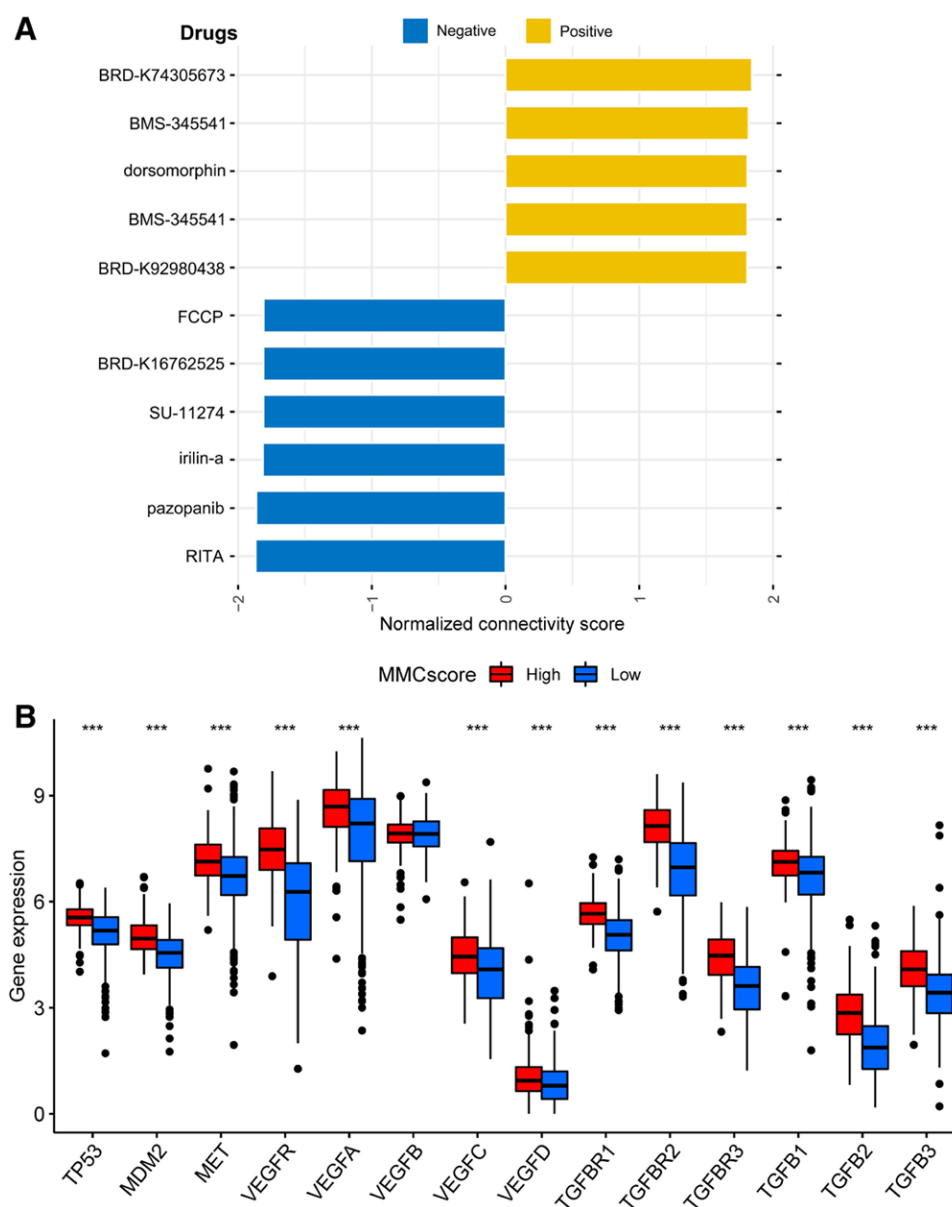 A
Drugs
Negative
Positive
BRD-K74305673
BMS-345541
dorsomorphin
BMS-345541
BRD-K92980438
FCCP
BRD-K16762525
SU-11274
irilin-a
pazopanib
RITA
−2
−1
0
1
2
Normalized connectivity score
MMCscore High Low
B
*** *** *** *** *** *** *** *** *** *** *** *** ***
Gene expression
9
6
3
0
TP53 MDM2 MET VEGFR VEGFA VEGFB VEGFC VEGFD TGFBR1 TGFBR2 TGFBR3 TGFB1 TGFB2 TGFB3